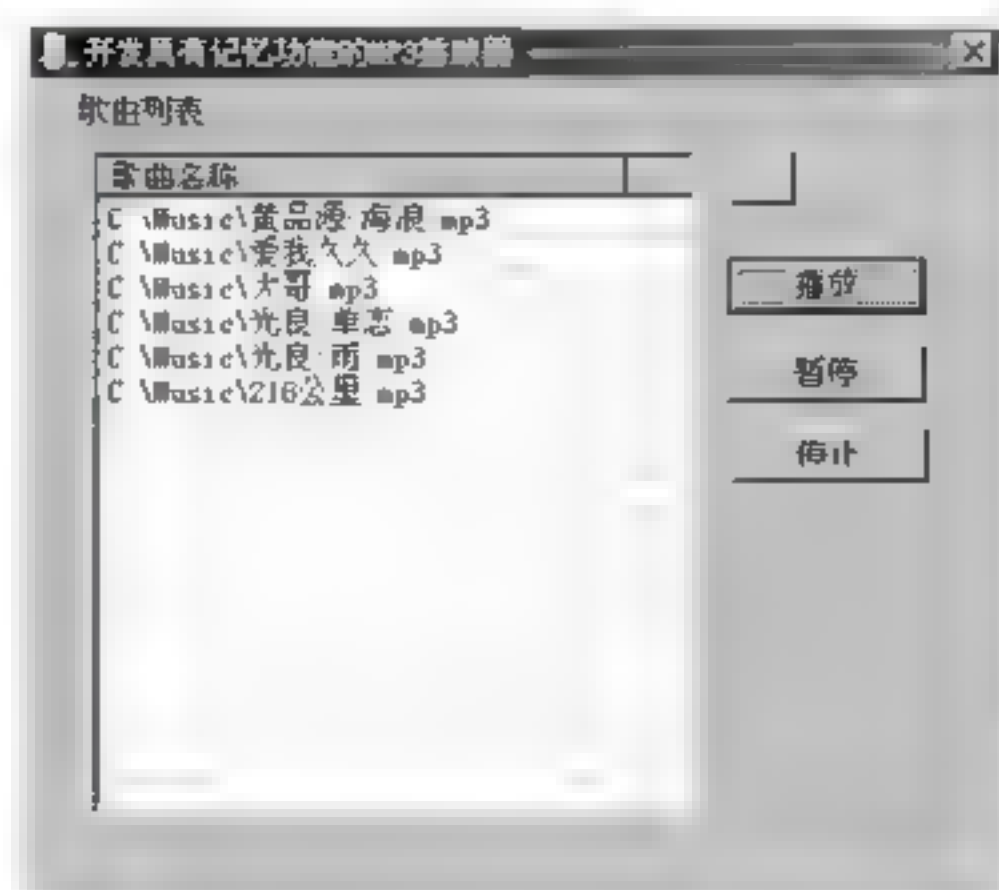 开发具有记忆功能的mp3播映器
歌曲列表
歌曲名称
C \Music\黄品源 海浪 mp3
C \Music\爱我久久 mp3
C \Music\大哥 mp3
C \Music\光良 单恋 mp3
C \Music\光良 雨 mp3
C \Music\216公里 mp3
播放
暂停
停止